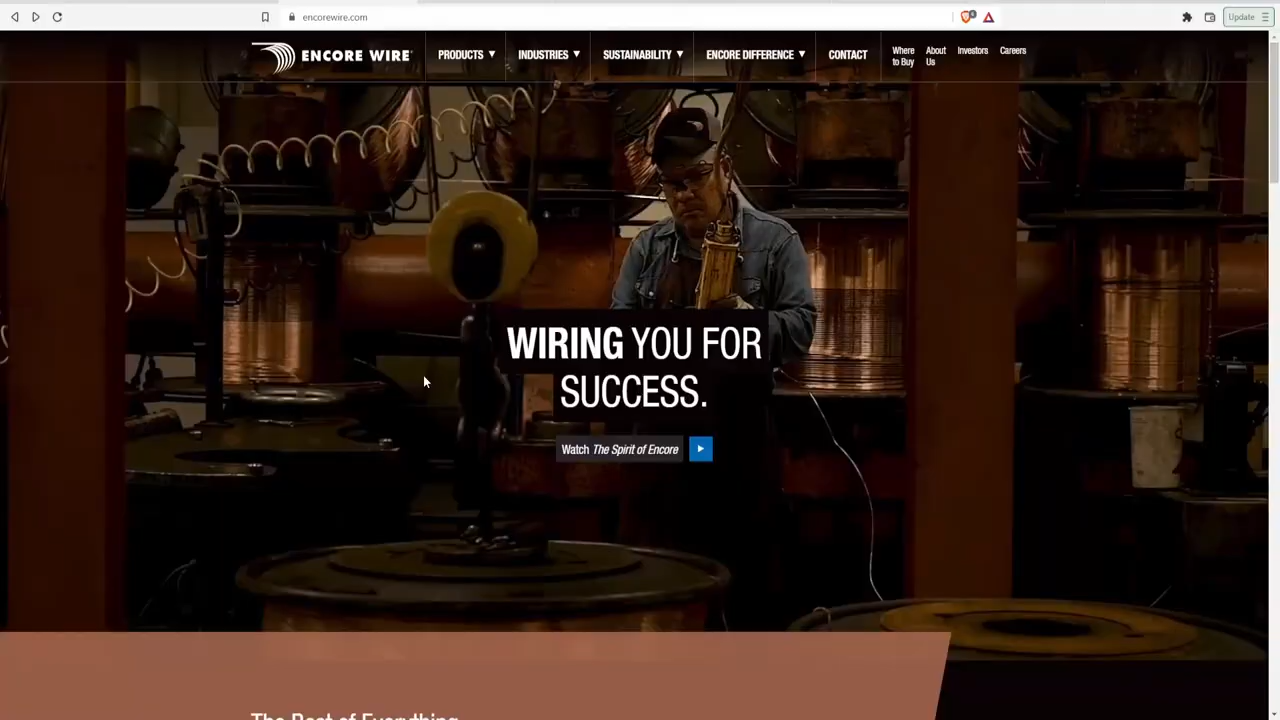 encorewire.com
6
Update
ENCORE WIRE
PRODUCTS ▼
INDUSTRIES ▼
SUSTAINABILITY ▼
ENCORE DIFFERENCE ▼
CONTACT
Where
to Buy
About
Us
Investors
Careers
WIRING YOU FOR
SUCCESS.
Watch The Spirit of Encore
The Best of Everything